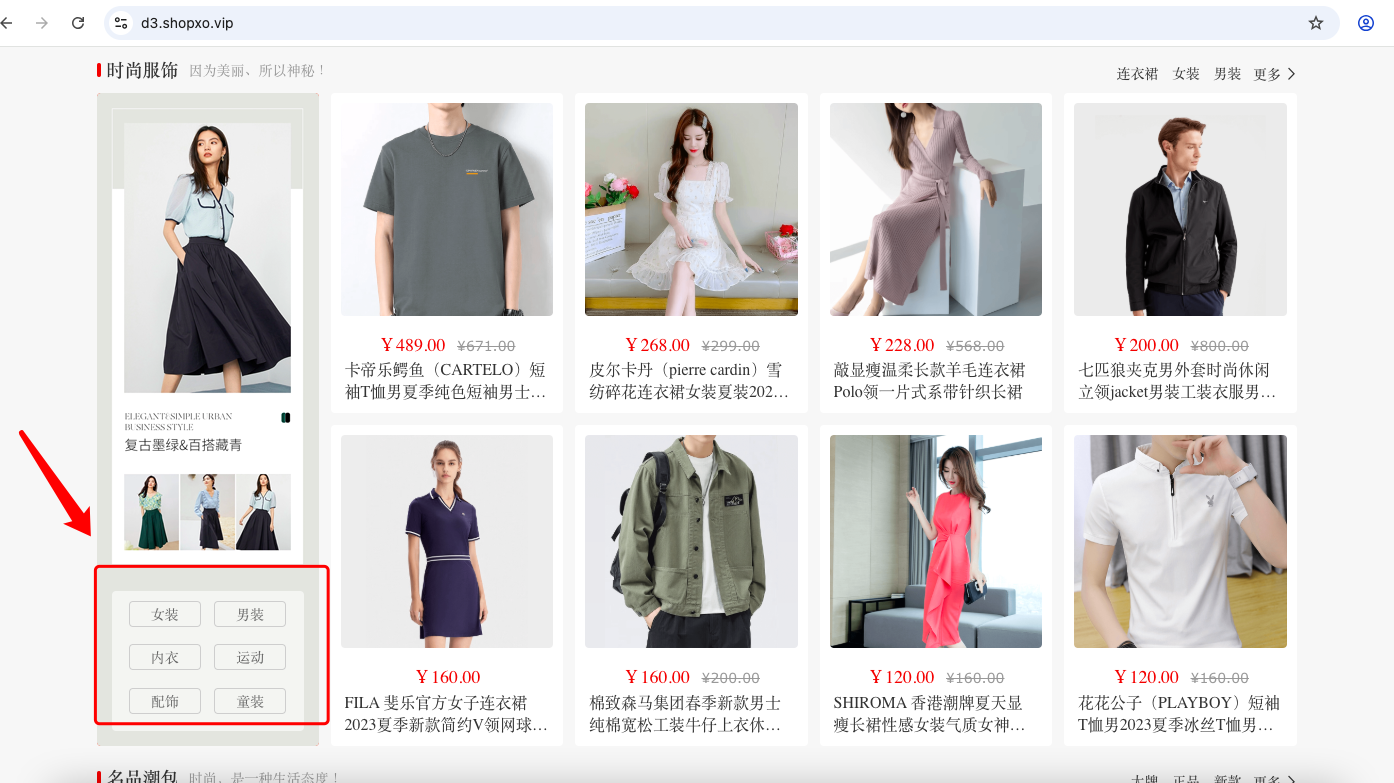 d3.shopxo.vip
时尚服饰 因为美丽、所以神秘！
连衣裙 女装 男装 更多
ELEGANT&SIMPLE URBAN
BUSINESS STYLE
复古墨绿&百搭藏青
女装 男装
内衣 运动
配饰 童装
￥489.00 ¥671.00
卡帝乐鳄鱼（CARTELO）短
袖T恤男夏季纯色短袖男士…
￥268.00 ¥299.00
皮尔卡丹（pierre cardin）雪
纺碎花连衣裙女装夏装202…
￥228.00 ¥568.00
敲显瘦温柔长款羊毛连衣裙
Polo领一片式系带针织长裙
￥200.00 ¥800.00
七匹狼夹克男外套时尚休闲
立领jacket男装工装衣服男…
￥160.00
FILA 斐乐官方女子连衣裙
2023夏季新款简约V领网球…
￥160.00 ¥200.00
棉致森马集团春季新款男士
纯棉宽松工装牛仔上衣休…
￥120.00 ¥160.00
SHIROMA 香港潮牌夏天显
瘦长裙性感女装气质女神…
￥120.00 ¥160.00
花花公子（PLAYBOY）短袖
T恤男2023夏季冰丝T恤男…
名品潮包 时尚、是一种生活态度！
大牌 正品 新款 更多